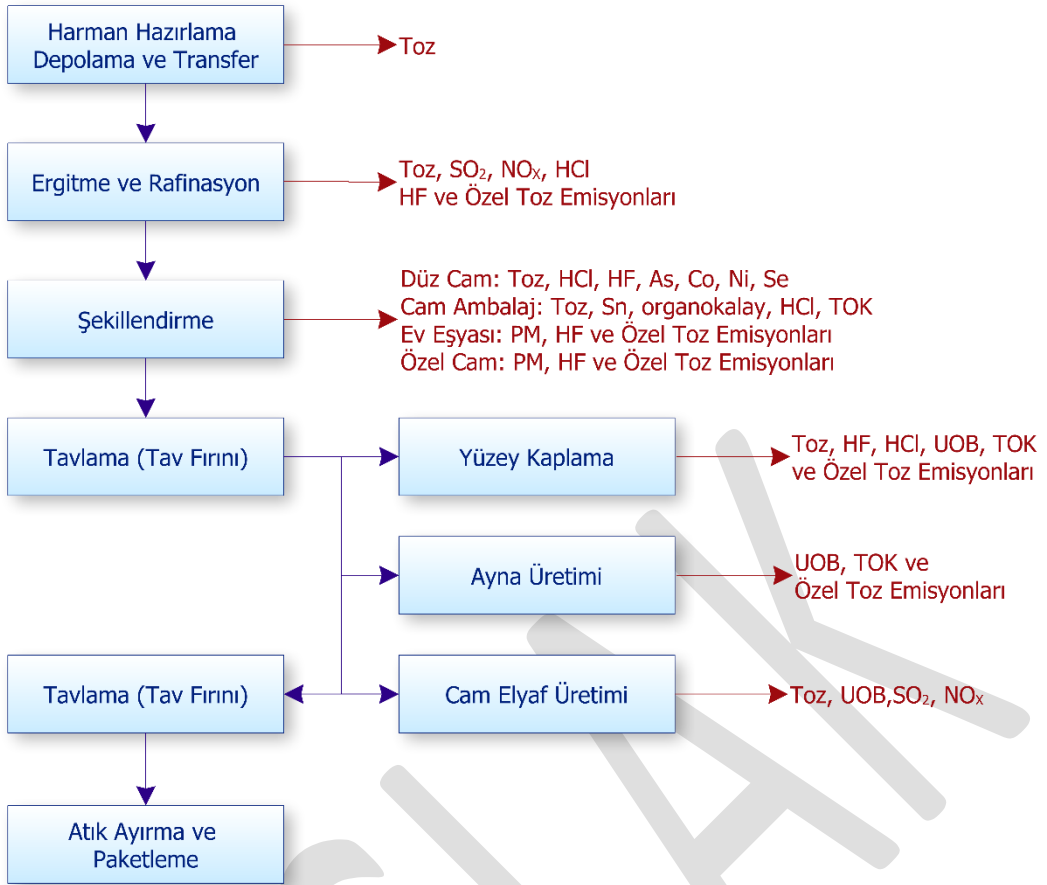 Harman Hazırlama
Depolama ve Transfer
Toz
Ergitme ve Rafinasyon
Toz, SO₂, NOₓ, HCl
HF ve Özel Toz Emisyonları
Şekillendirme
Düz Cam: Toz, HCl, HF, As, Co, Ni, Se
Cam Ambalaj: Toz, Sn, organokalay, HCl, TOK
Ev Eşyası: PM, HF ve Özel Toz Emisyonları
Özel Cam: PM, HF ve Özel Toz Emisyonları
Tavlama (Tav Fırını)
Yüzey Kaplama
Toz, HF, HCl, UOB, TOK
ve Özel Toz Emisyonları
Ayna Üretimi
UOB, TOK ve
Özel Toz Emisyonları
Tavlama (Tav Fırını)
Cam Elyaf Üretimi
Toz, UOB,SO₂, NOₓ
Atık Ayırma ve
Paketleme